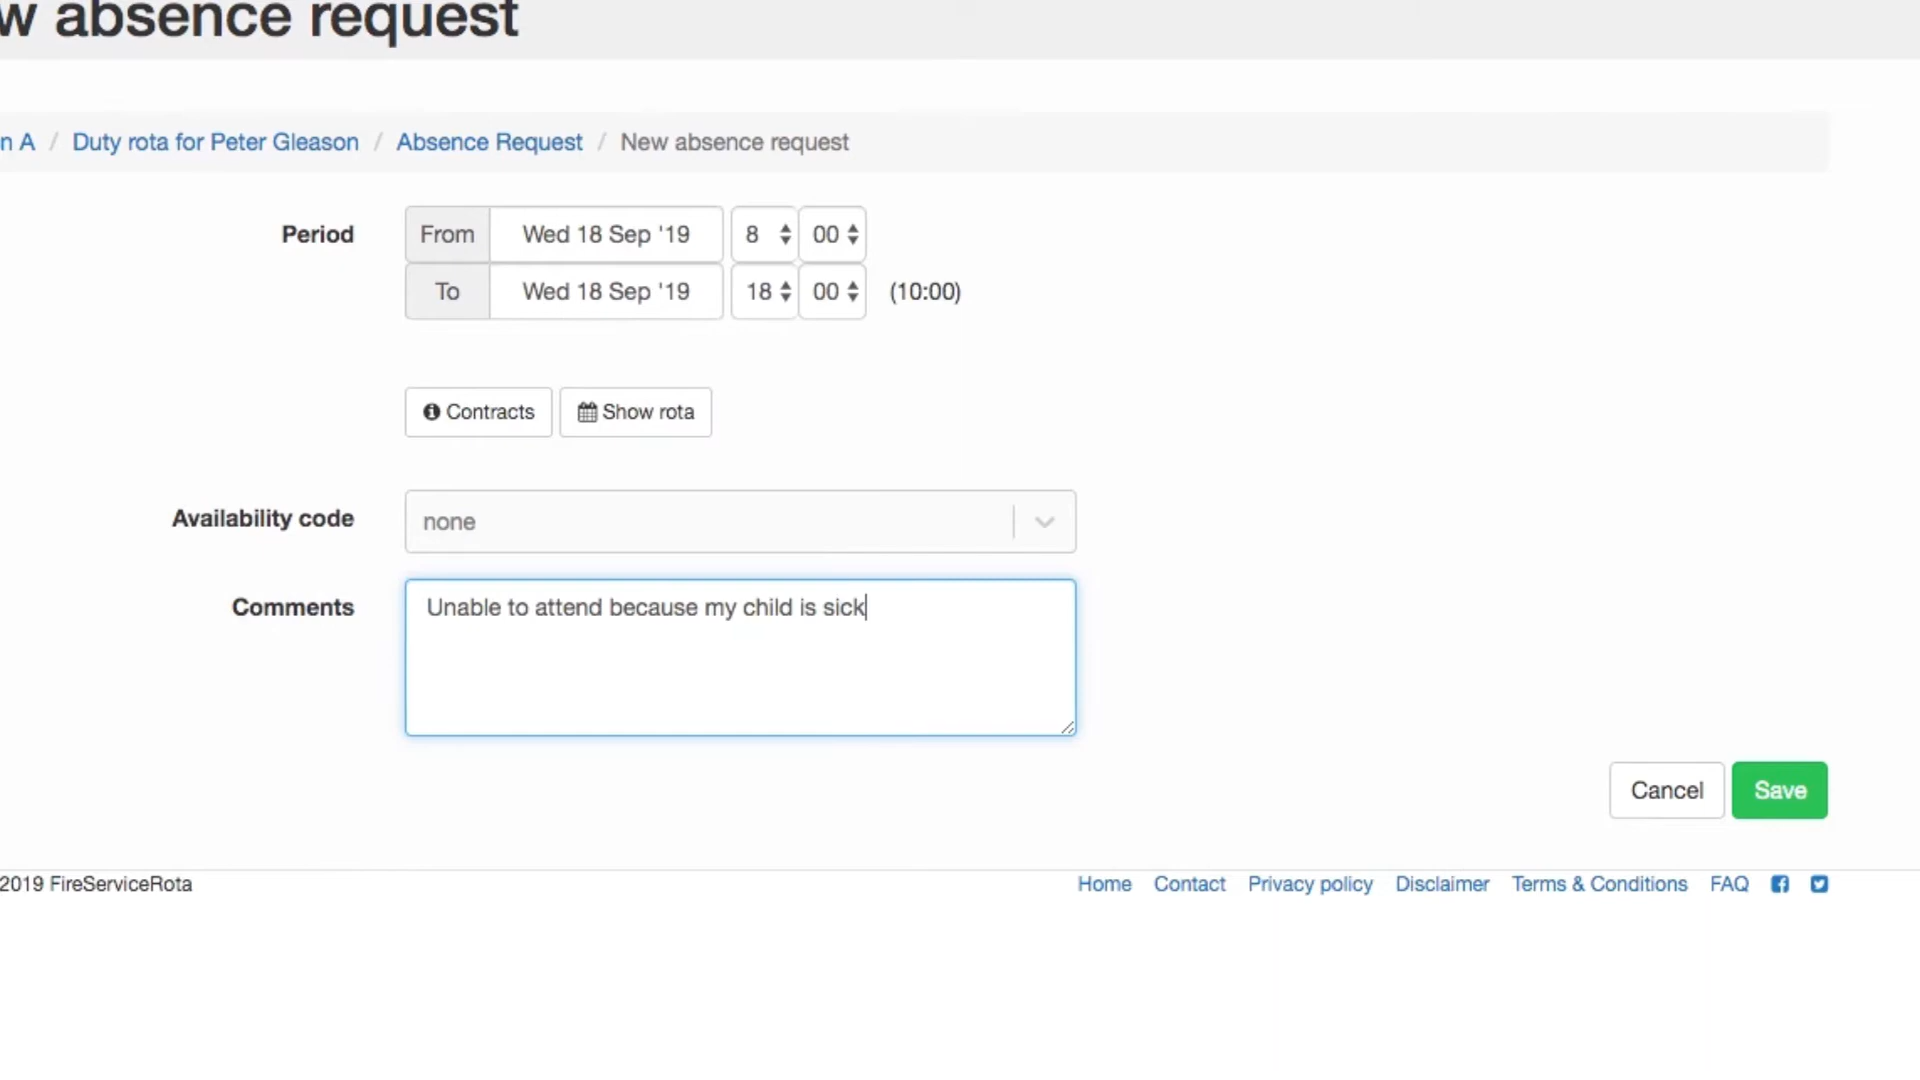 w absence request
n A / Duty rota for Peter Gleason / Absence Request / New absence request
Period
From Wed 18 Sep '19 8 00
To Wed 18 Sep '19 18 00 (10:00)
Contracts Show rota
Availability code none
Comments Unable to attend because my child is sick
Cancel Save
2019 FireServiceRota Home Contact Privacy policy Disclaimer Terms & Conditions FAQ